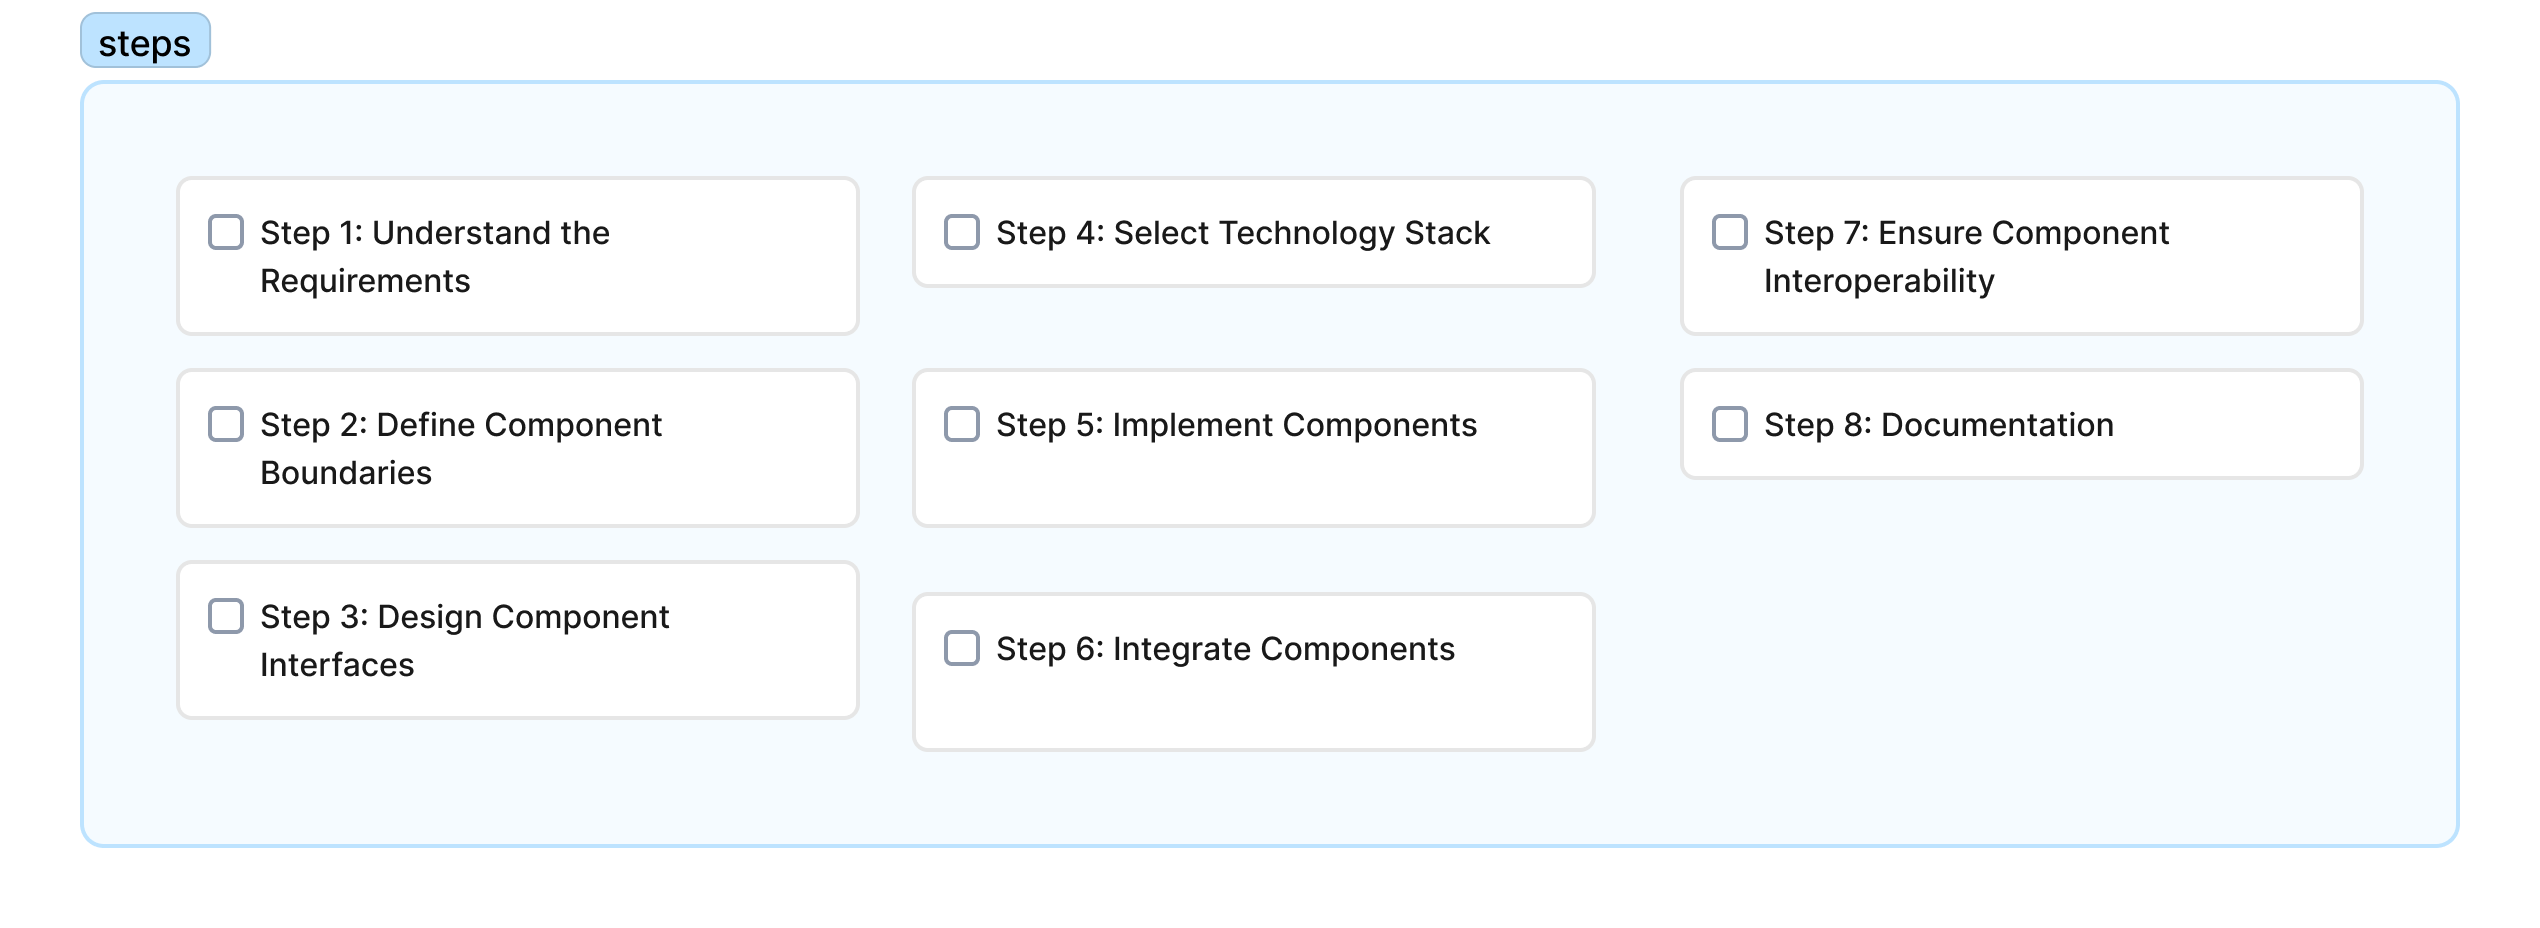 steps
Step 1: Understand the
Requirements
Step 2: Define Component
Boundaries
Step 3: Design Component
Interfaces
Step 4: Select Technology Stack
Step 5: Implement Components
Step 6: Integrate Components
Step 7: Ensure Component
Interoperability
Step 8: Documentation